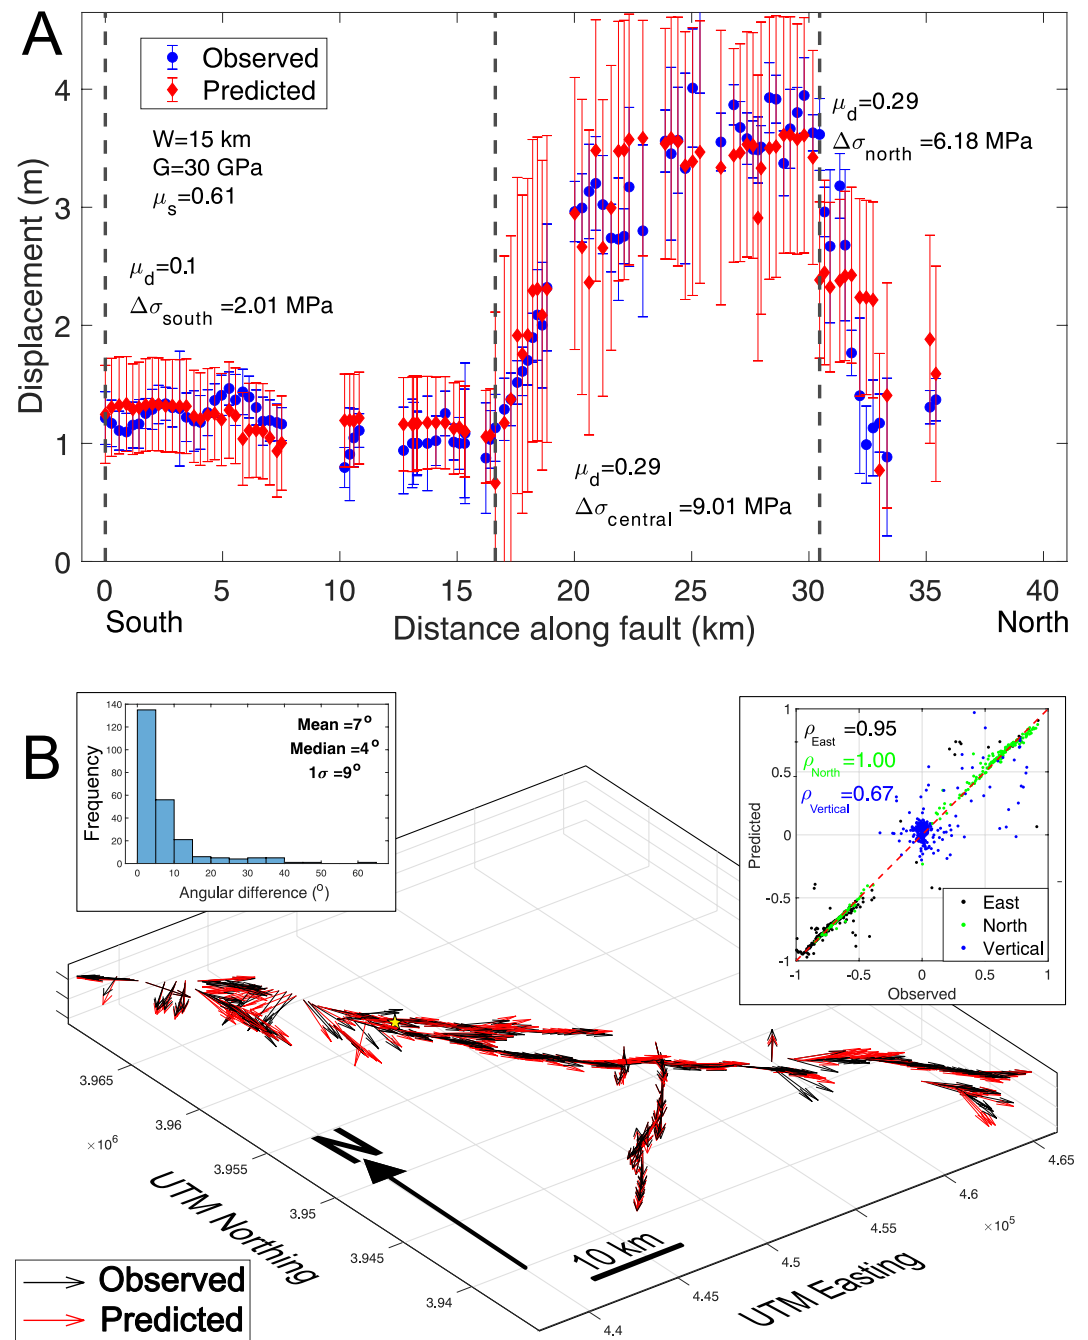 A
Observed
Predicted
W=15 km
G=30 GPa
μs=0.61
μd=0.1
Δσsouth=2.01 MPa
μd=0.29
Δσcentral=9.01 MPa
μd=0.29
Δσnorth=6.18 MPa
Displacement (m)
4
3
2
1
0
0 5 10 15 20 25 30 35 40
South Distance along fault (km) North
B
Mean =7°
Median =4°
1σ =9°
Frequency
140
120
100
80
60
40
20
0
0 10 20 30 40 50 60
Angular difference (°)
ρEast=0.95
ρNorth=1.00
ρVertical=0.67
Predicted
1
0.5
0
-0.5
-1
East
North
Vertical
-1 -0.5 0 0.5 1
Observed
3.965
3.96
3.955
3.95
3.945
3.94
×10⁶
UTM Northing
N
10 km
4.4
4.45
4.5
4.55
4.6
4.65
×10⁵
UTM Easting
Observed
Predicted